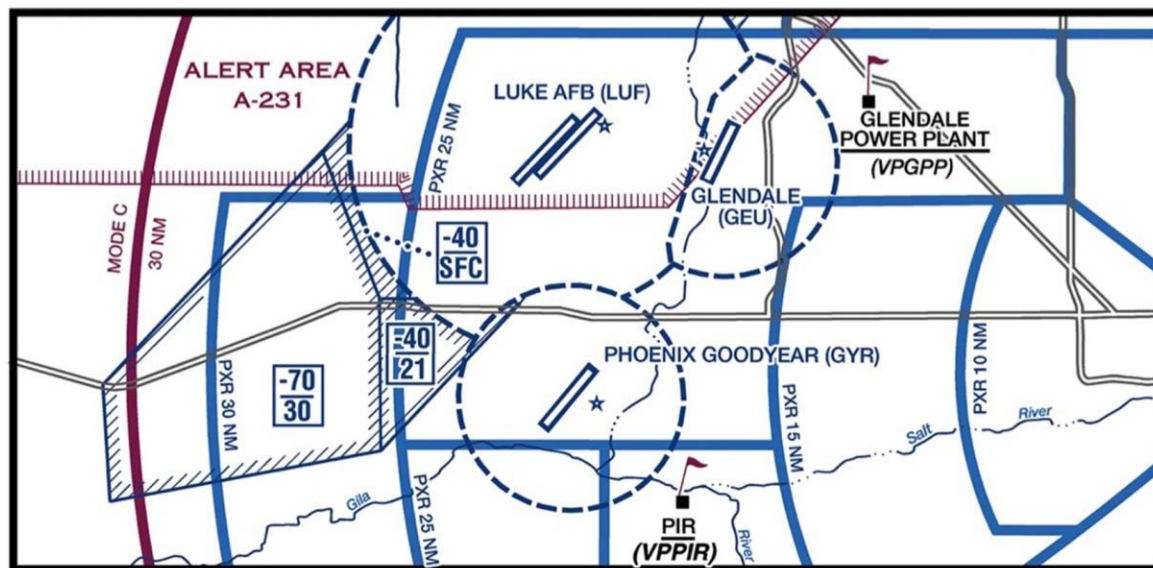 ALERT AREA
A-231
LUKE AFB (LUF)
PXR 25 NM
GLENDALE
POWER PLANT
(VPGPP)
GLENDALE
(GEU)
MODE C
30 NM
-40
SFC
-40
21
-70
30
PXR 30 NM
PHOENIX GOODYEAR (GYR)
PXR 10 NM
PXR 15 NM
Salt
River
Gila
PXR 25 NM
PIR
(VPPIR)
River